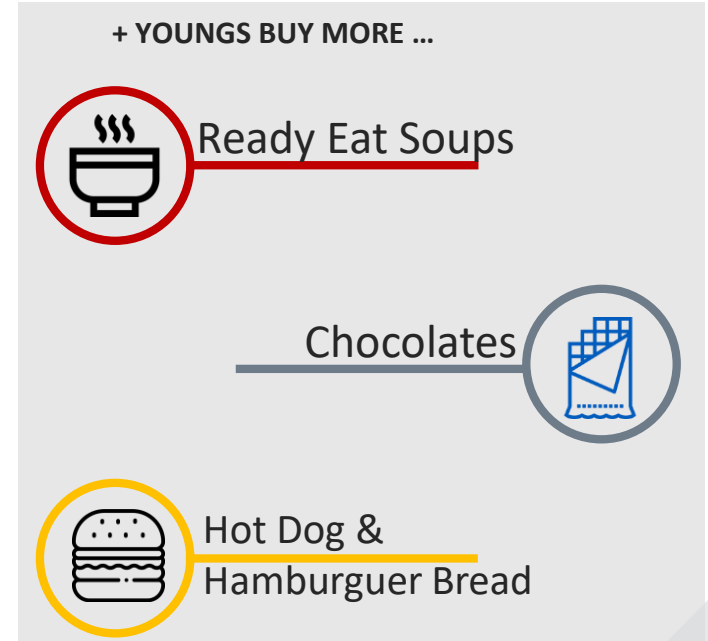 + YOUNGS BUY MORE …
Ready Eat Soups
Chocolates
Hot Dog &
Hamburguer Bread